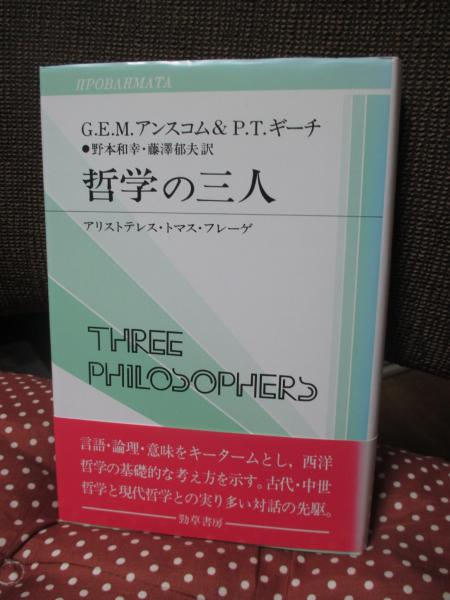 ΠΡΟΒΛΗΜΑΤΑ
G.E.M.アンスコム& P.T.ギーチ
●野本和幸・藤澤郁夫訳
哲学の三人
アリストテレス・トマス・フレーゲ
THREE
PHILOSOPHERS
言語・論理・意味をキータームとし，西洋
哲学の基礎的な考え方を示す。古代・中世
哲学と現代哲学との実り多い対話の先駆。
勁草書房